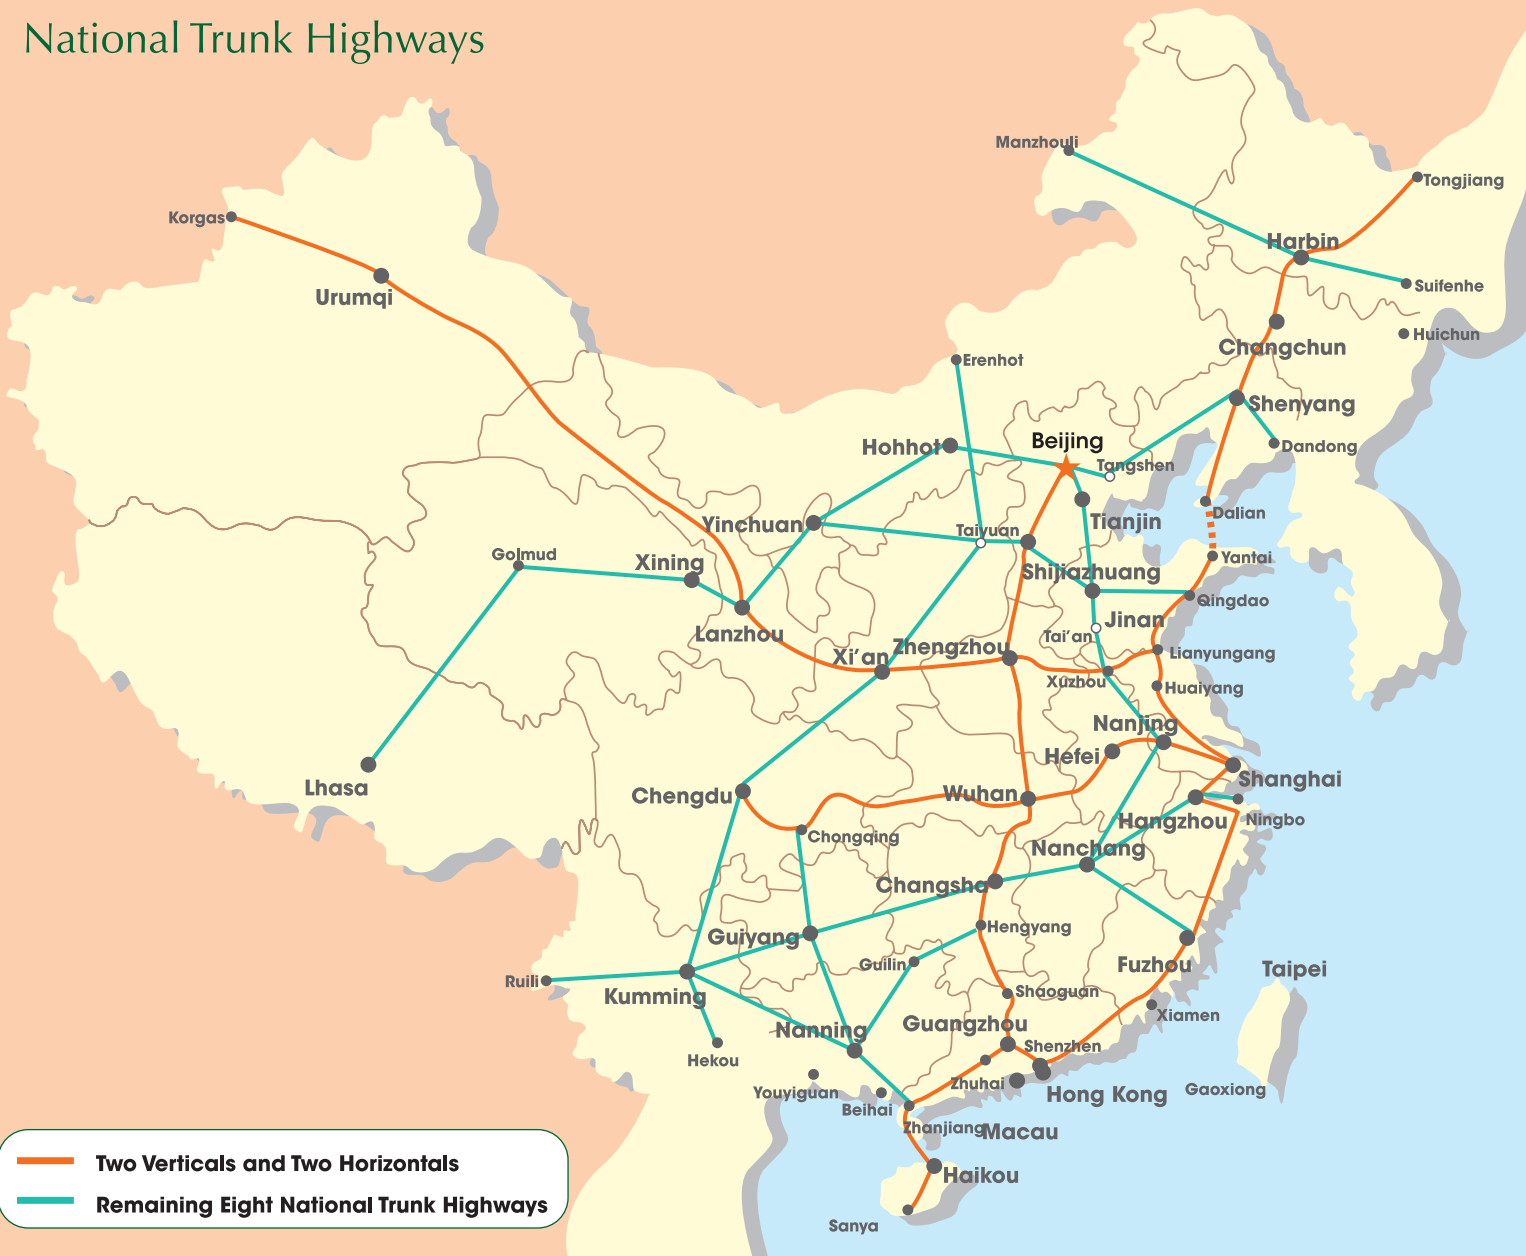 National Trunk Highways
Manzhouli
Tongjiang
Korgas
Harbin
Suifenhe
Urumqi
Huichun
Changchun
Erenhot
Shenyang
Hohhot
Beijing
Dandong
Tangshen
Yinchuan
Taiyuan
Tianjin
Dalian
Golmud
Xining
Yantai
Shijiazhuang
Qingdao
Lanzhou
Jinan
Tai’an
Xi’an
Zhengzhou
Lianyungang
Xuzhou
Huaiyang
Nanjing
Hefei
Lhasa
Shanghai
Chengdu
Wuhan
Hangzhou
Ningbo
Chongqing
Nanchang
Changsha
Hengyang
Guiyang
Guilin
Fuzhou
Taipei
Ruili
Kumming
Shaoguan
Xiamen
Nanning
Guangzhou
Shenzhen
Hekou
Zhuhai
Youyiguan
Hong Kong
Gaoxiong
Beihai
Zhanjiang
Macau
Haikou
Sanya
Two Verticals and Two Horizontals
Remaining Eight National Trunk Highways